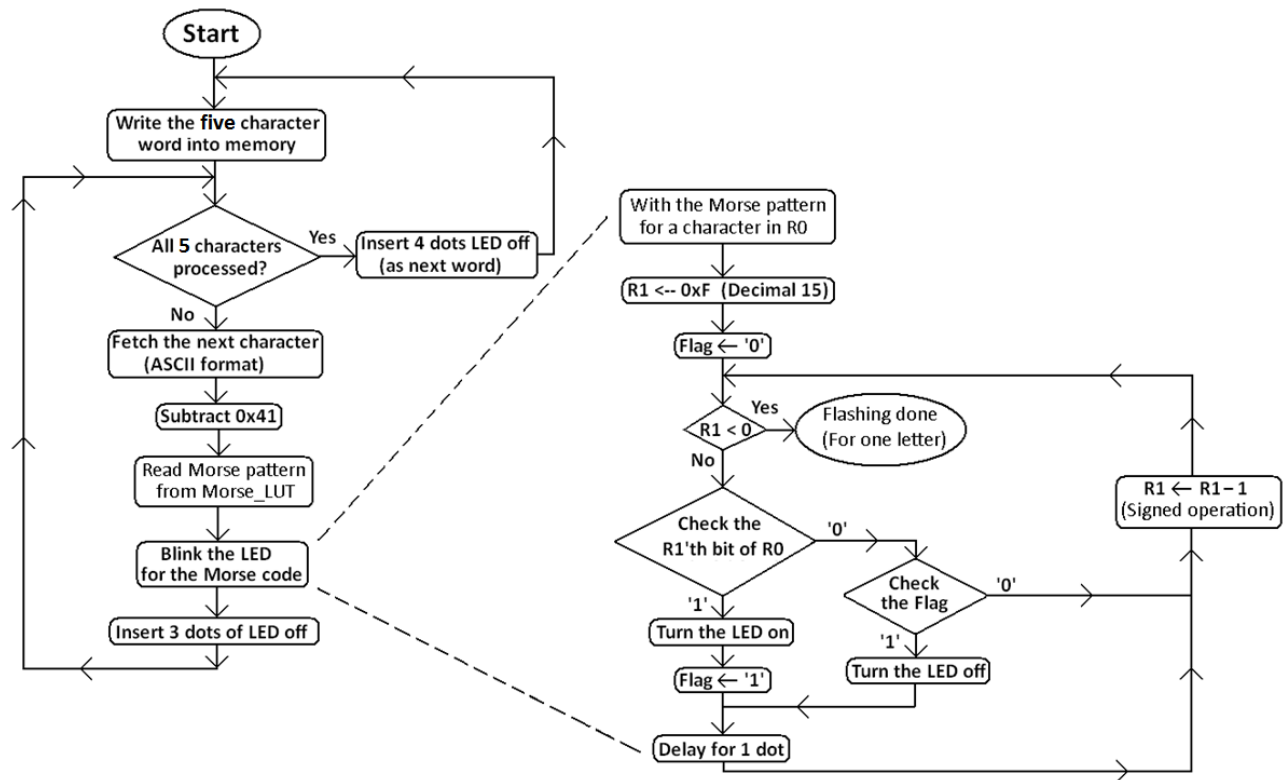 Start
Write the five character
word into memory
All 5 characters
processed?
Yes
Insert 4 dots LED off
(as next word)
No
Fetch the next character
(ASCII format)
Subtract 0x41
Read Morse pattern
from Morse_LUT
Blink the LED
for the Morse code
Insert 3 dots of LED off
With the Morse pattern
for a character in R0
R1 <-- 0xF (Decimal 15)
Flag ← '0'
R1 < 0
Yes
Flashing done
(For one letter)
No
Check the
R1'th bit of R0
'0'
Check
the Flag
'0'
R1 ← R1 – 1
(Signed operation)
'1'
Turn the LED on
Flag ← '1'
'1'
Turn the LED off
Delay for 1 dot